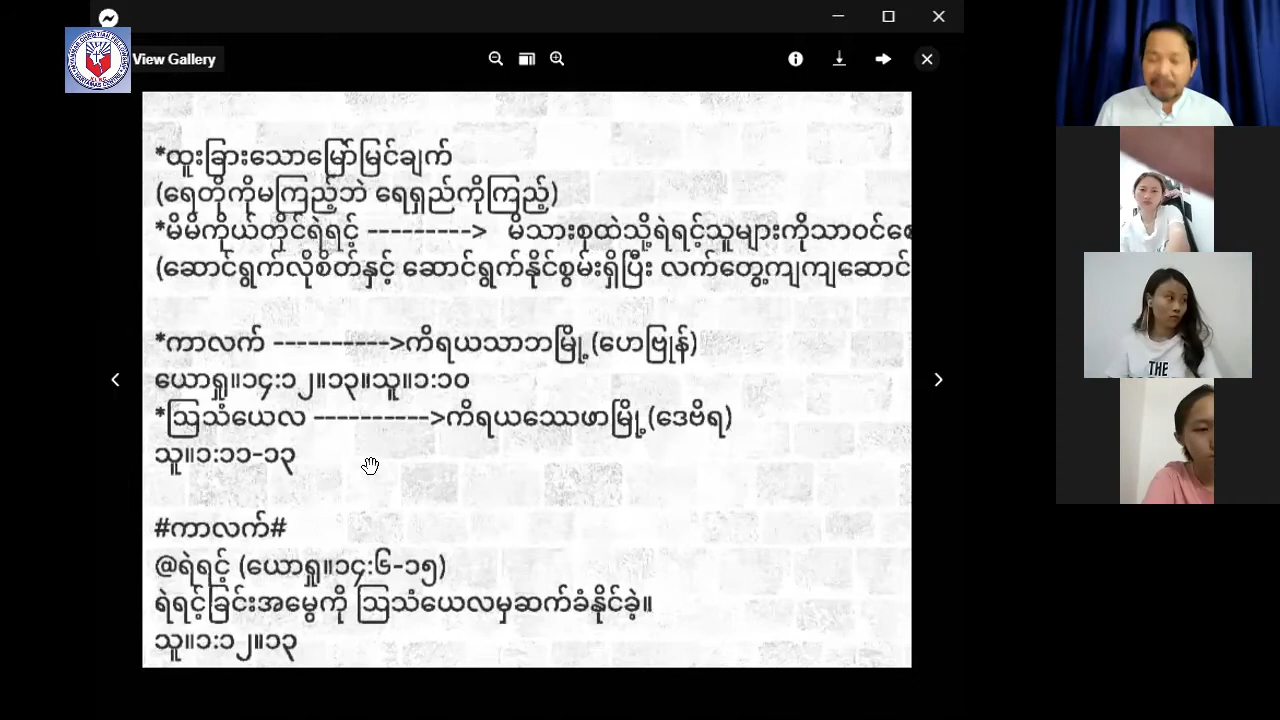 View Gallery
*ထူးခြားသောမြော်မြင်ချက်
(ရေတိုကိုမကြည့်ဘဲ ရေရှည်ကိုကြည့်)
*မိမိကိုယ်တိုင်ရဲရင့် ---------> မိသားစုထဲသို့ရဲရင့်သူများကိုသာဝင်စေ
(ဆောင်ရွက်လိုစိတ်နှင့် ဆောင်ရွက်နိုင်စွမ်းရှိပြီး လက်တွေ့ကျကျဆောင်
*ကာလက် ---------->ကိရယသာဘမြို့(ဟေဗြုန်)
ယောရှု။၁၄:၁၂။၁၃။သူ။၁:၁၀
*ဩသံယေလ ---------->ကိရယဿေဖာမြို့(ဒေဗိရ)
သူ။၁:၁၁-၁၃
#ကာလက်#
@ရဲရင့် (ယောရှု။၁၄:၆-၁၅)
ရဲရင့်ခြင်းအမွေကို ဩသံယေလမှဆက်ခံနိုင်ခဲ့။
သူ။၁:၁၂။၁၃
THE